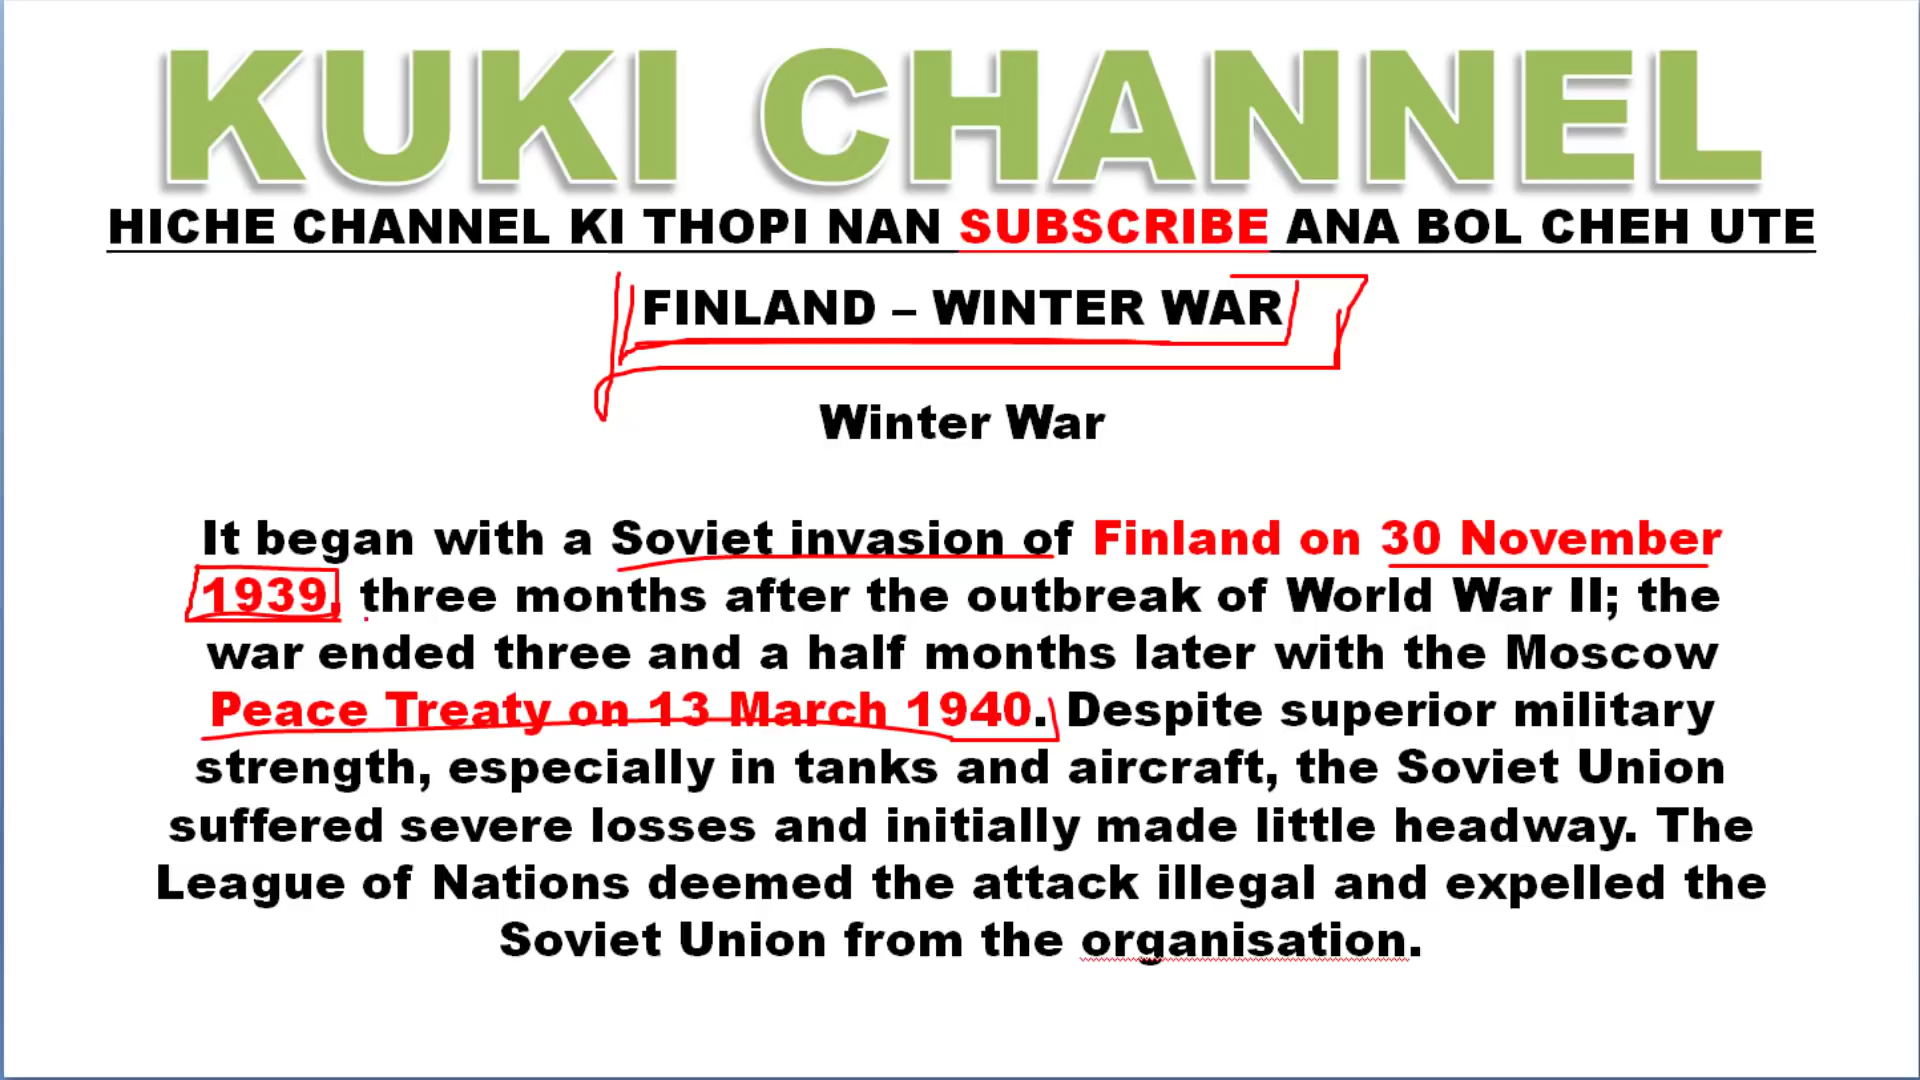 KUKI CHANNEL
HICHE CHANNEL KI THOPI NAN SUBSCRIBE ANA BOL CHEH UTE
FINLAND – WINTER WAR
Winter War
It began with a Soviet invasion of Finland on 30 November
1939, three months after the outbreak of World War II; the
war ended three and a half months later with the Moscow
Peace Treaty on 13 March 1940. Despite superior military
strength, especially in tanks and aircraft, the Soviet Union
suffered severe losses and initially made little headway. The
League of Nations deemed the attack illegal and expelled the
Soviet Union from the organisation.